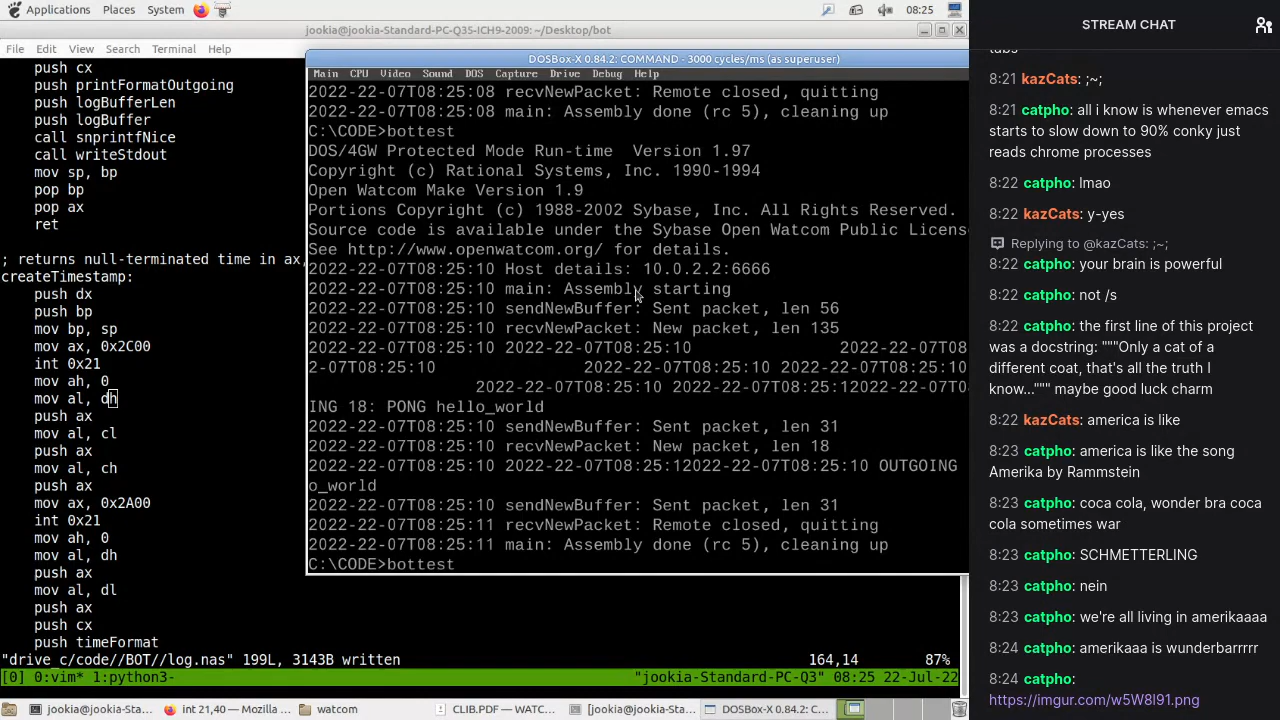 Applications Places System 08:25
jookia@jookia-Standard-PC-Q35-ICH9-2009: ~/Desktop/bot
File Edit View Search Terminal Help
push cx
push printFormatOutgoing
push logBufferLen
push logBuffer
call snprintfNice
call writeStdout
mov sp, bp
pop bp
pop ax
ret
; returns null-terminated time in ax,
createTimestamp:
push dx
push bp
mov bp, sp
mov ax, 0x2C00
int 0x21
mov ah, 0
mov al, dh
push ax
mov al, cl
push ax
mov al, ch
push ax
mov ax, 0x2A00
int 0x21
mov ah, 0
mov al, dh
push ax
mov al, dl
push ax
push cx
push timeFormat
"drive_c/code//BOT//log.nas" 199L, 3143B written 164,14 87%
[0] 0:vim* 1:python3- "jookia-Standard-PC-Q3" 08:25 22-Jul-22
DOSBox-X 0.84.2: COMMAND - 3000 cycles/ms (as superuser)
Main CPU Video Sound DOS Capture Drive Debug Help
2022-22-07T08:25:08 recvNewPacket: Remote closed, quitting
2022-22-07T08:25:08 main: Assembly done (rc 5), cleaning up
C:\CODE>bottest
DOS/4GW Protected Mode Run-time Version 1.97
Copyright (c) Rational Systems, Inc. 1990-1994
Open Watcom Make Version 1.9
Portions Copyright (c) 1988-2002 Sybase, Inc. All Rights Reserved.
Source code is available under the Sybase Open Watcom Public Licens
See http://www.openwatcom.org/ for details.
2022-22-07T08:25:10 Host details: 10.0.2.2:6666
2022-22-07T08:25:10 main: Assembly starting
2022-22-07T08:25:10 sendNewBuffer: Sent packet, len 56
2022-22-07T08:25:10 recvNewPacket: New packet, len 135
2022-22-07T08:25:10 2022-22-07T08:25:10 2022-22-07T08
2-07T08:25:10 2022-22-07T08:25:10 2022-22-07T08:25:10
2022-22-07T08:25:10 2022-22-07T08:25:122022-22-07T08:25:10
ING 18: PONG hello_world
2022-22-07T08:25:10 sendNewBuffer: Sent packet, len 31
2022-22-07T08:25:10 recvNewPacket: New packet, len 18
2022-22-07T08:25:10 2022-22-07T08:25:122022-22-07T08:25:10 OUTGOING
o_world
2022-22-07T08:25:10 sendNewBuffer: Sent packet, len 31
2022-22-07T08:25:11 recvNewPacket: Remote closed, quitting
2022-22-07T08:25:11 main: Assembly done (rc 5), cleaning up
C:\CODE>bottest
jookia@jookia-Sta... int 21,40 — Mozilla ... watcom CLIB.PDF — WATC... [jookia@jookia-Sta... DOSBox-X 0.84.2: C...
STREAM CHAT
tabs
8:21 kazCats: ;~;
8:21 catpho: all i know is whenever emacs
starts to slow down to 90% conky just
reads chrome processes
8:22 catpho: lmao
8:22 kazCats: y-yes
Replying to @kazCats: ;~;
8:22 catpho: your brain is powerful
8:22 catpho: not /s
8:22 catpho: the first line of this project
was a docstring: """Only a cat of a
different coat, that's all the truth I
know...""" maybe good luck charm
8:22 kazCats: america is like
8:23 catpho: america is like the song
Amerika by Rammstein
8:23 catpho: coca cola, wonder bra coca
cola sometimes war
8:23 catpho: SCHMETTERLING
8:23 catpho: nein
8:23 catpho: we're all living in amerikaaaa
8:24 catpho: amerikaaa is wunderbarrrrr
8:24 catpho:
https://imgur.com/w5W8I91.png